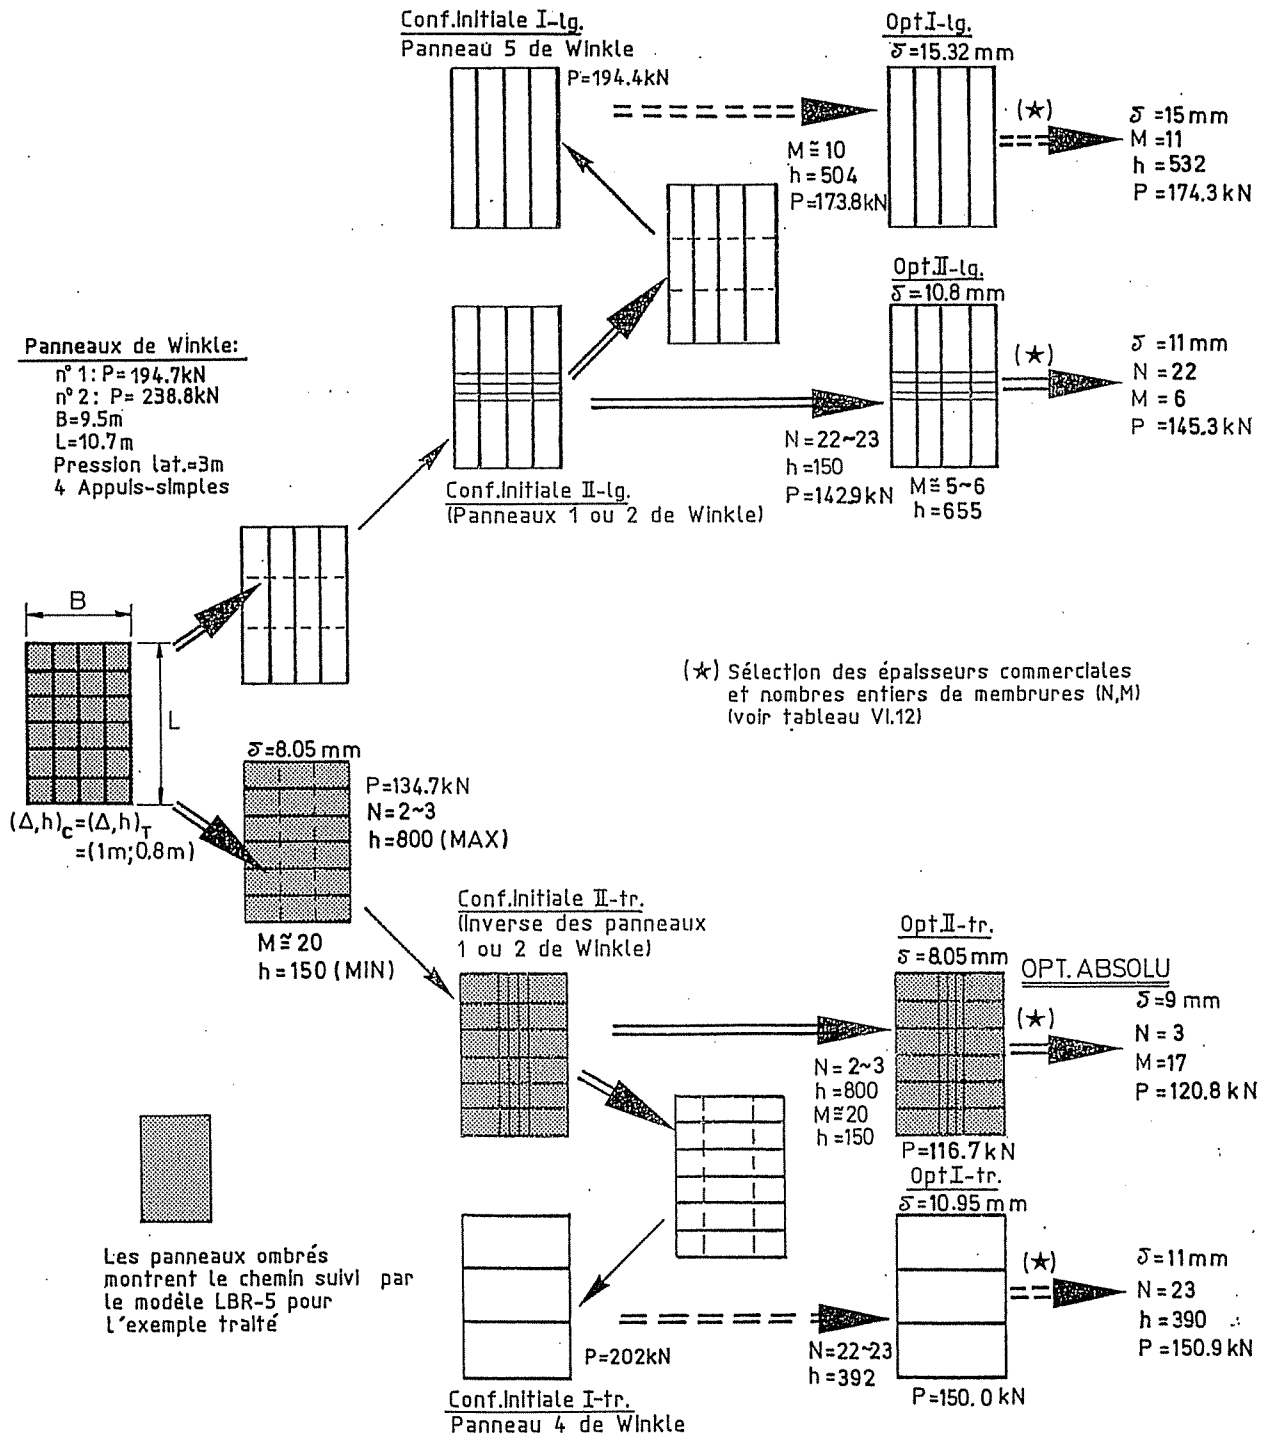 Conf.Initiale I-lg.
Panneau 5 de Winkle
P=194.4kN
Opt.I-lg.
δ=15.32 mm
(★)
M≅10
h=504
P=173.8kN
δ=15 mm
M=11
h=532
P=174.3 kN
Panneaux de Winkle:
n° 1: P= 194.7kN
n° 2: P= 238.8kN
B=9.5m
L=10.7m
Pression lat.=3m
4 Appuis-simples
Opt.II-lg.
δ=10.8 mm
(★)
Conf.Initiale II-lg.
(Panneaux 1 ou 2 de Winkle)
N=22~23
h=150
P=142.9kN
M≅5~6
h=655
δ=11 mm
N=22
M=6
P=145.3 kN
B
L
(Δ,h)C=(Δ,h)T
=(1m;0.8m)
(★) Sélection des épaisseurs commerciales
et nombres entiers de membrures (N,M)
(voir tableau VI.12)
δ=8.05 mm
P=134.7kN
N=2~3
h=800 (MAX)
M≅20
h=150 (MIN)
Conf.Initiale II-tr.
(Inverse des panneaux
1 ou 2 de Winkle)
Opt.II-tr.
δ=8.05 mm
OPT. ABSOLU
(★)
N=2~3
h=800
M≅20
h=150
P=116.7kN
δ=9 mm
N=3
M=17
P=120.8 kN
Les panneaux ombrés
montrent le chemin suivi par
le modèle LBR-5 pour
l'exemple traité
Opt.I-tr.
δ=10.95 mm
(★)
P=202kN
Conf.Initiale I-tr.
Panneau 4 de Winkle
N=22~23
h=392
P=150.0 kN
δ=11mm
N=23
h=390
P=150.9kN